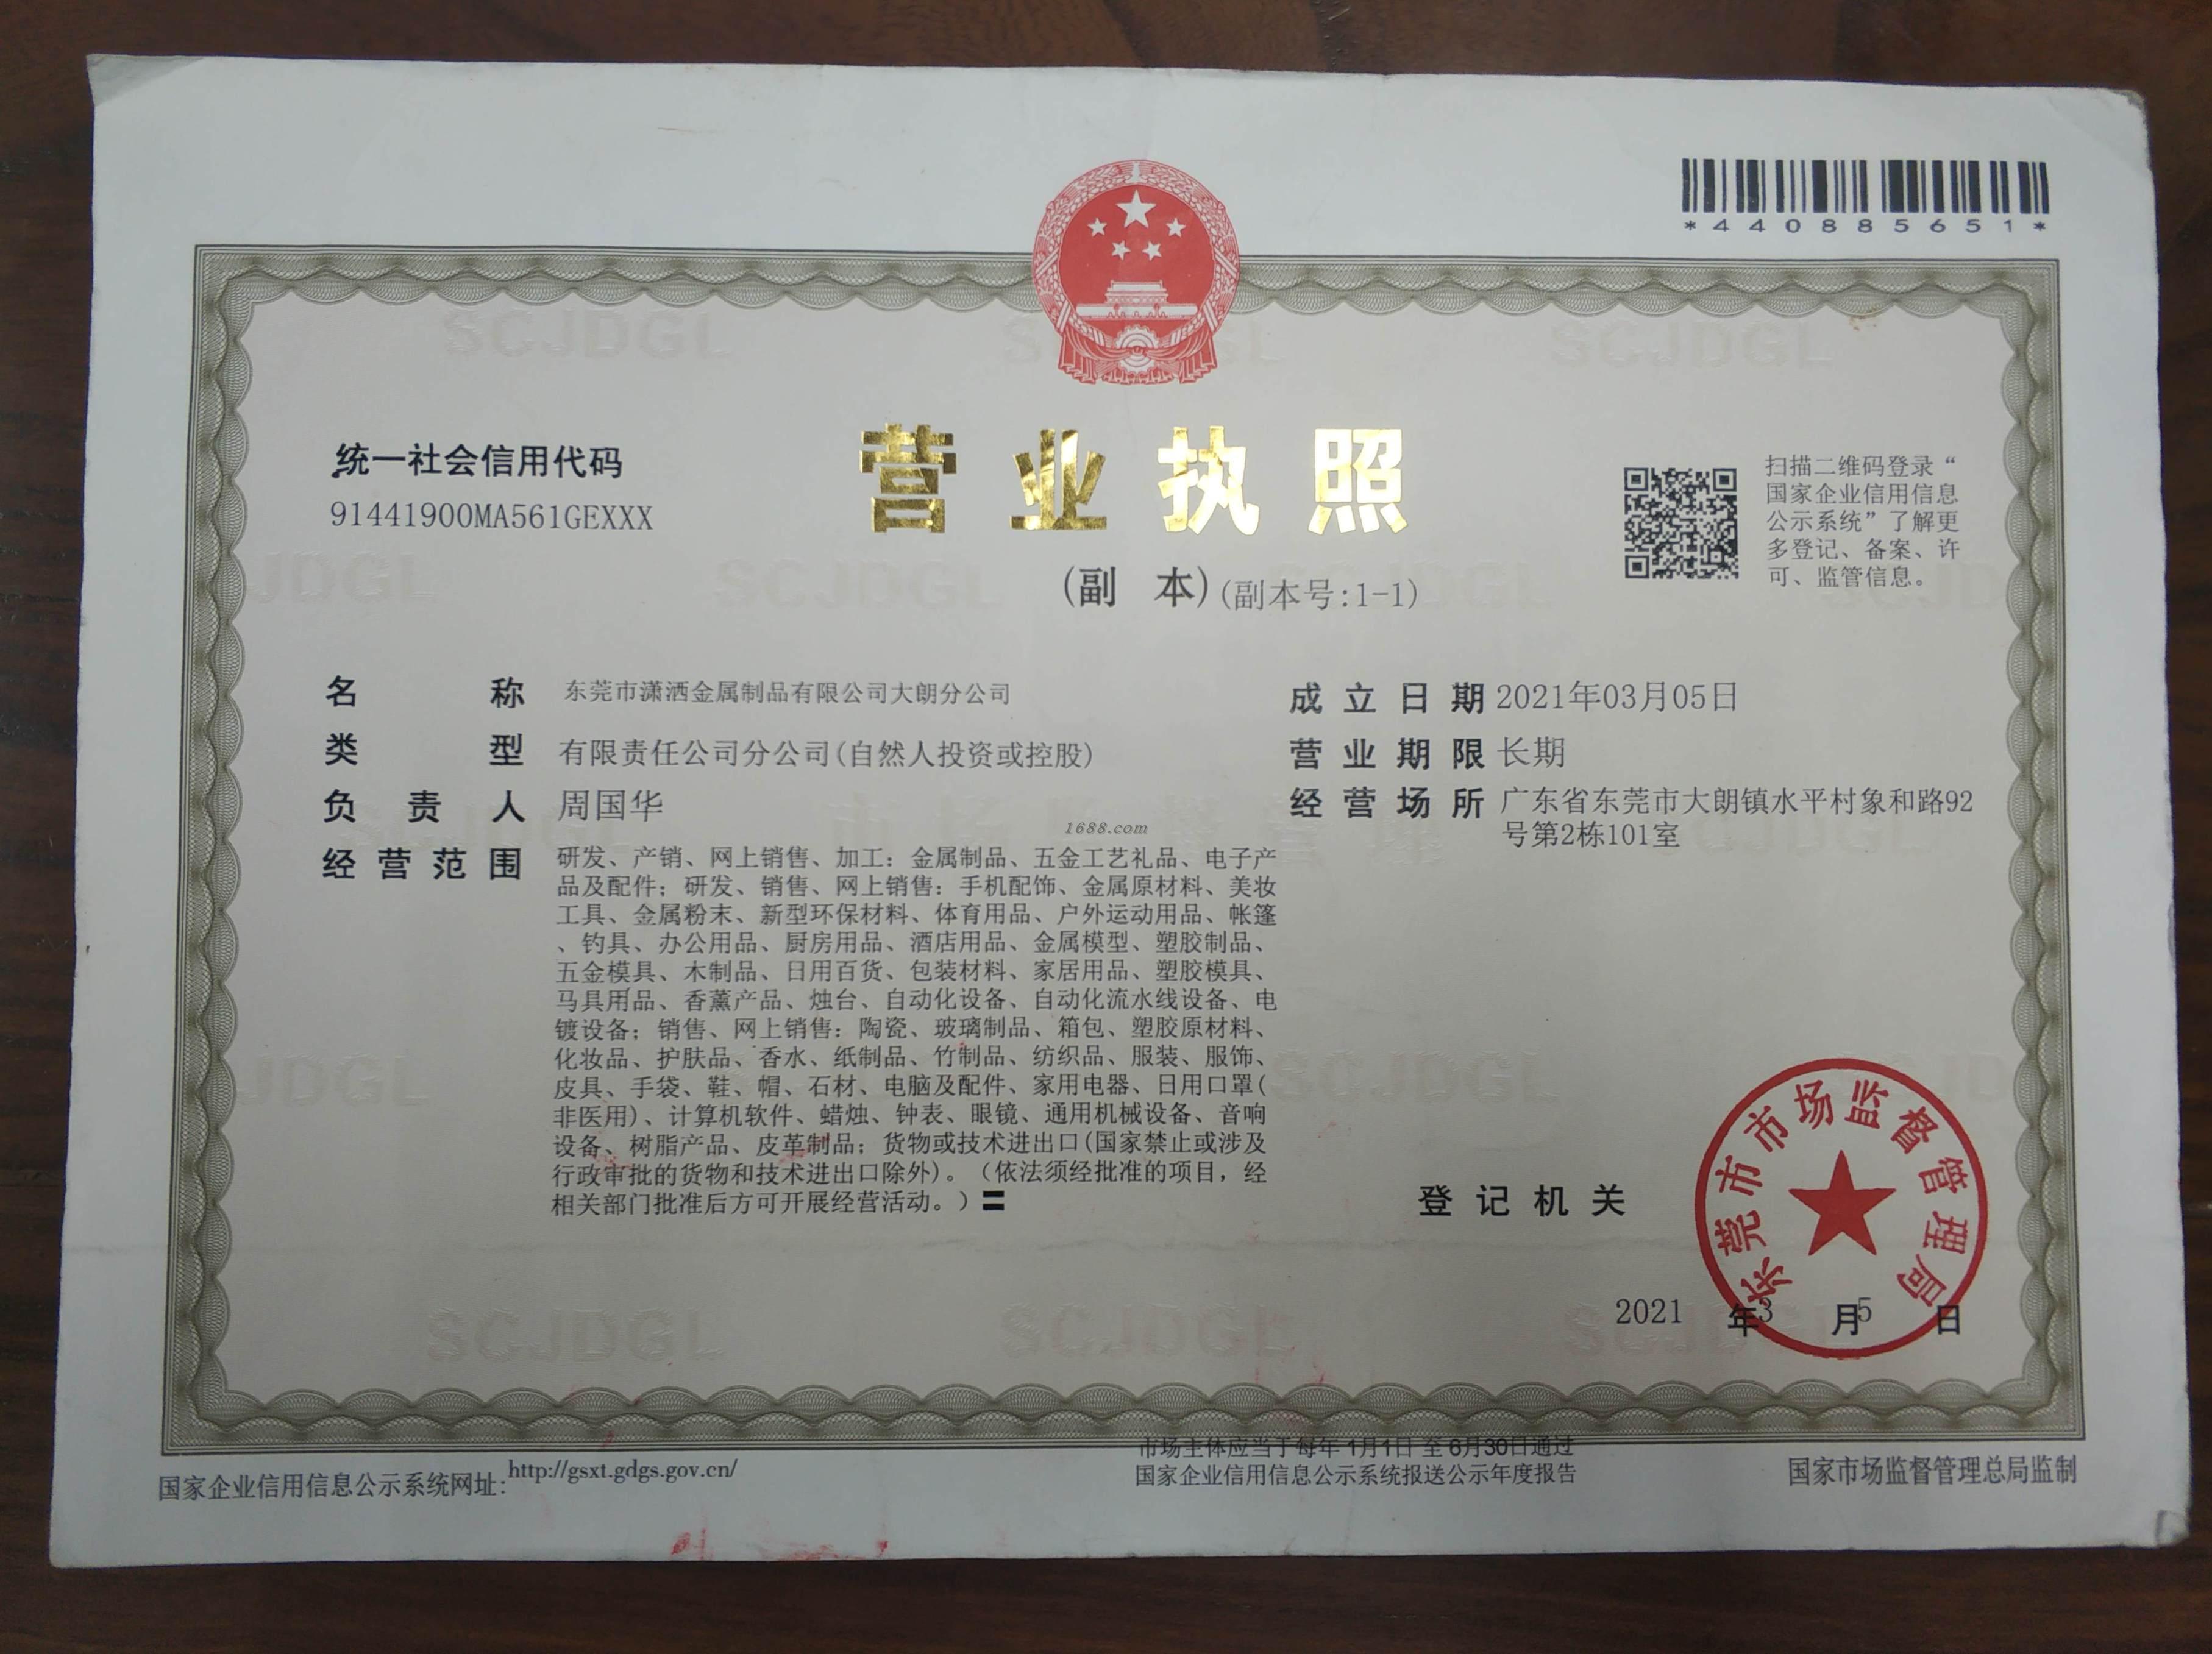 *440885651*
统一社会信用代码
91441900MA561GEXXX
营业执照
(副 本)(副本号:1-1)
扫描二维码登录“
国家企业信用信息
公示系统”了解更
多登记、备案、许
可、监管信息。
名 称 东莞市潇洒金属制品有限公司大朗分公司
类 型 有限责任公司分公司(自然人投资或控股)
负 责 人 周国华
经 营 范 围 研发、产销、网上销售、加工：金属制品、五金工艺礼品、电子产
品及配件；研发、销售、网上销售：手机配饰、金属原材料、美妆
工具、金属粉末、新型环保材料、体育用品、户外运动用品、帐篷
、钓具、办公用品、厨房用品、酒店用品、金属模型、塑胶制品、
五金模具、木制品、日用百货、包装材料、家居用品、塑胶模具、
马具用品、香薰产品、烛台、自动化设备、自动化流水线设备、电
镀设备；销售、网上销售：陶瓷、玻璃制品、箱包、塑胶原材料、
化妆品、护肤品、香水、纸制品、竹制品、纺织品、服装、服饰、
皮具、手袋、鞋、帽、石材、电脑及配件、家用电器、日用口罩(
非医用)、计算机软件、蜡烛、钟表、眼镜、通用机械设备、音响
设备、树脂产品、皮革制品；货物或技术进出口(国家禁止或涉及
行政审批的货物和技术进出口除外)。（依法须经批准的项目，经
相关部门批准后方可开展经营活动。）〓
1688.com
成 立 日 期 2021年03月05日
营 业 期 限 长期
经 营 场 所 广东省东莞市大朗镇水平村象和路92
号第2栋101室
登 记 机 关
东莞市市场监督管理局
2021 年3 月5 日
国家企业信用信息公示系统网址：http://gsxt.gdgs.gov.cn/
市场主体应当于每年1月1日 至 6月30日通过
国家企业信用信息公示系统报送公示年度报告
国家市场监督管理总局监制
SCJDGL